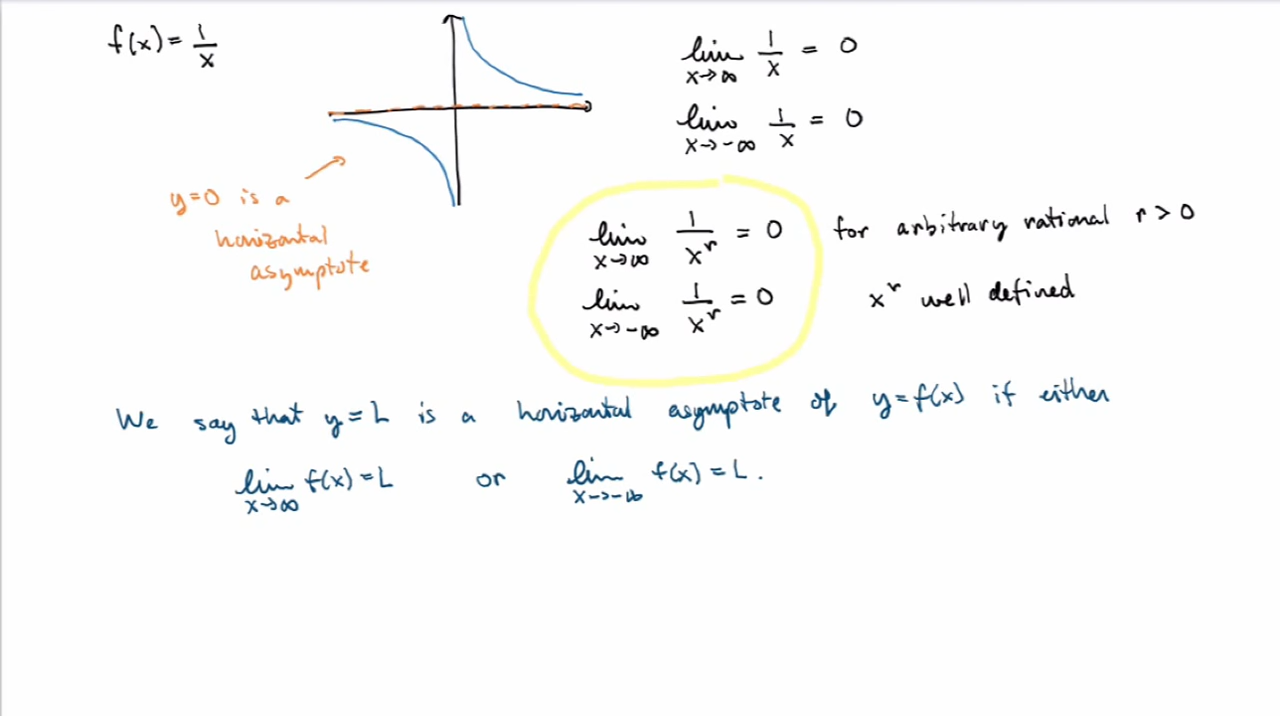 f(x) = 1/x
lim x→∞ 1/x = 0
lim x→-∞ 1/x = 0
y=0 is a
horizontal
asymptote
lim x→∞ 1/x^r = 0 for arbitrary rational r > 0
lim x→-∞ 1/x^r = 0 x^r well defined
We say that y=L is a horizontal asymptote of y=f(x) if either
lim x→∞ f(x) = L or lim x→-∞ f(x) = L.